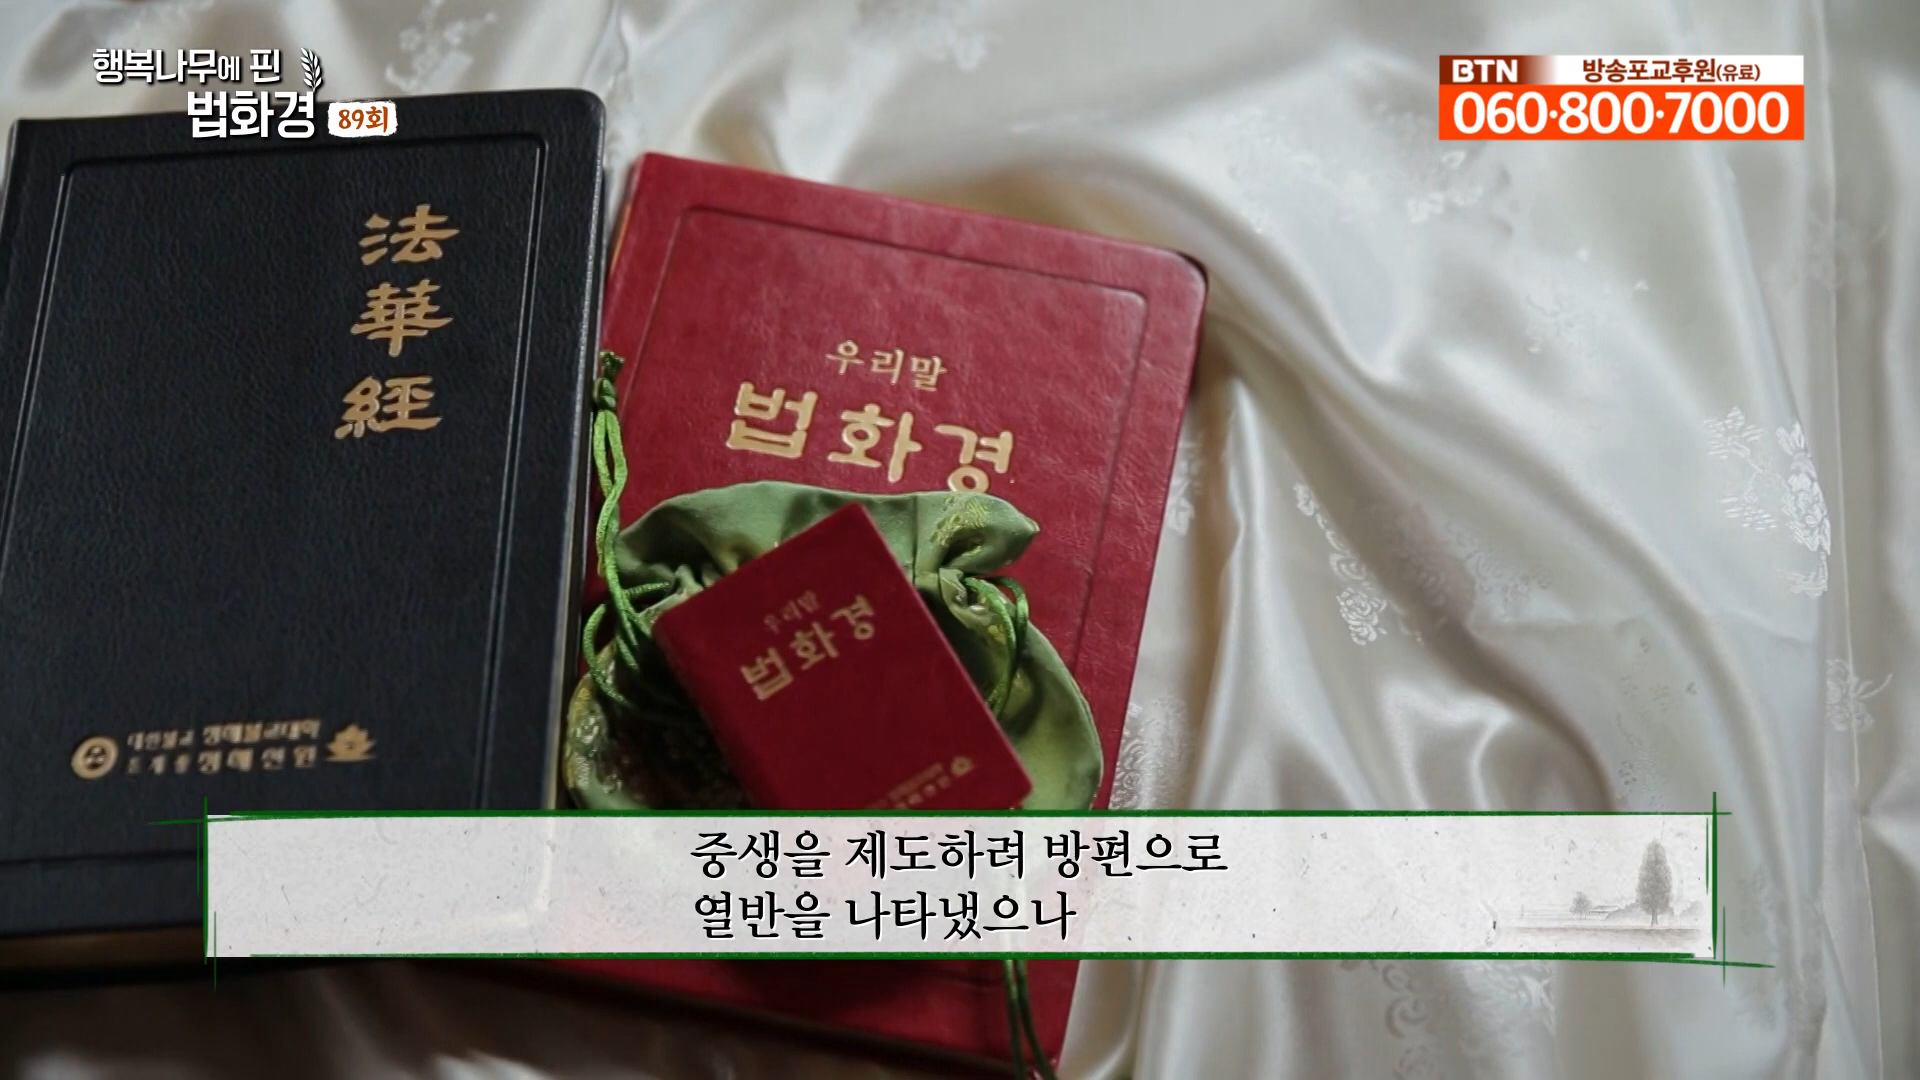 행복나무에 핀
법화경 89회
BTN 방송포교후원(유료)
060·800·7000
法
華
經
우리말
법화경
우리말
법화경
중생을 제도하려 방편으로
열반을 나타냈으나